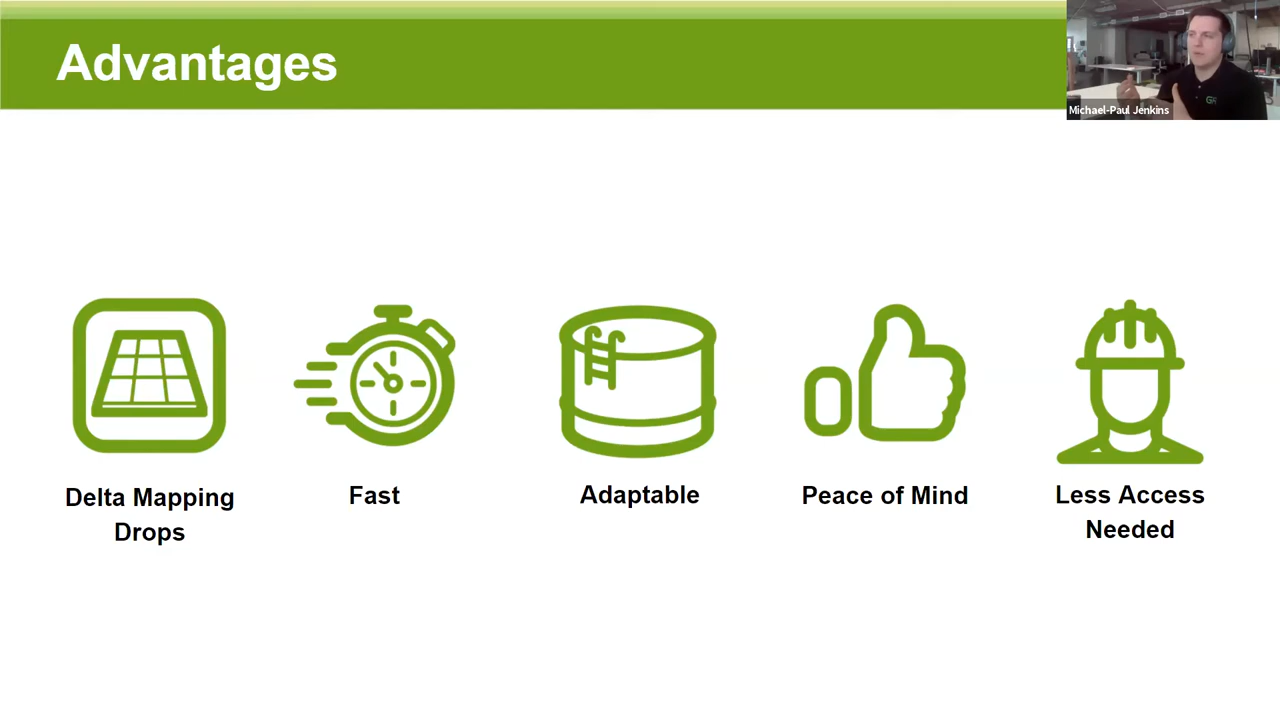 Advantages
Michael-Paul Jenkins
Delta Mapping
Drops
Fast
Adaptable
Peace of Mind
Less Access
Needed